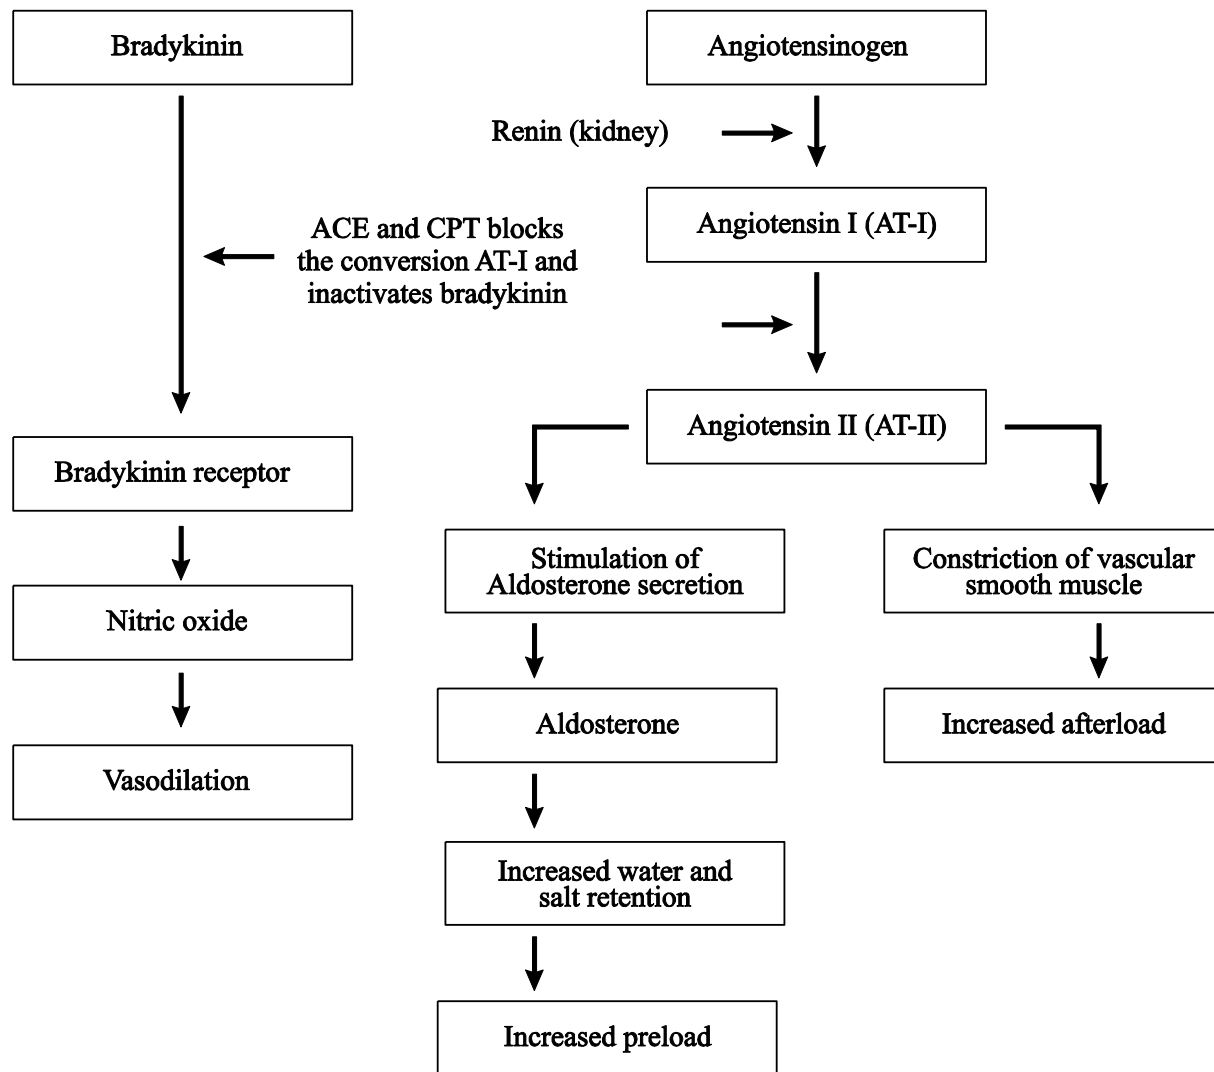 Bradykinin
Angiotensinogen
Renin (kidney)
Angiotensin I (AT-I)
ACE and CPT blocks
the conversion AT-I and
inactivates bradykinin
Angiotensin II (AT-II)
Bradykinin receptor
Stimulation of
Aldosterone secretion
Constriction of vascular
smooth muscle
Nitric oxide
Aldosterone
Increased afterload
Vasodilation
Increased water and
salt retention
Increased preload